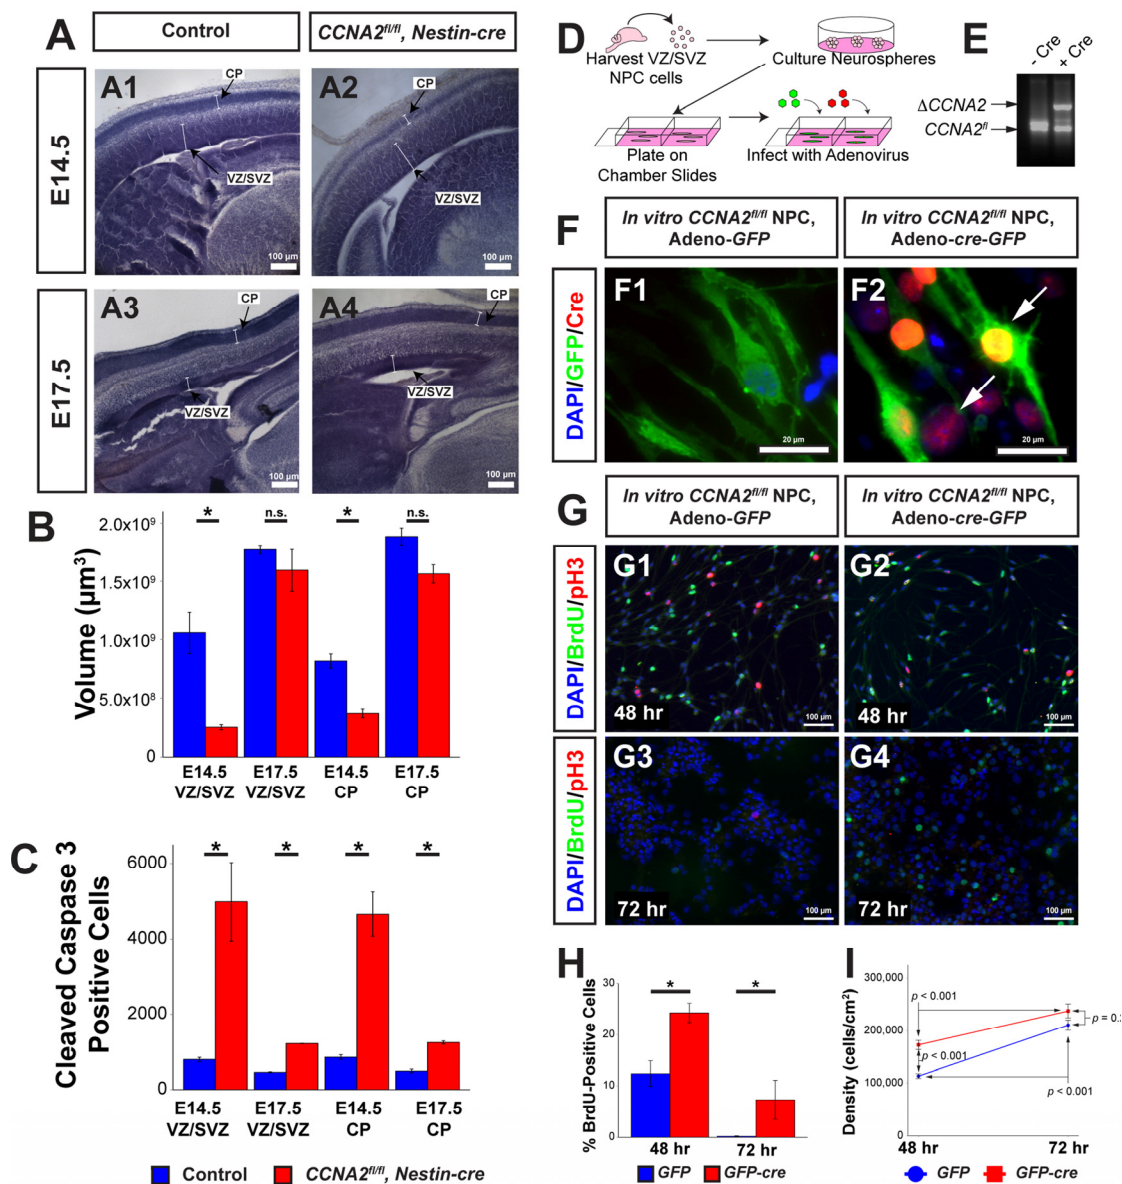 A
Control
CCNA2fl/fl, Nestin-cre
E14.5
A1
CP
VZ/SVZ
100 µm
A2
CP
VZ/SVZ
100 µm
E17.5
A3
CP
VZ/SVZ
100 µm
A4
CP
VZ/SVZ
100 µm
B
Volume (µm3)
2.0x10⁹
1.5x10⁹
1.0x10⁹
5.0x10⁸
0
*
n.s.
*
n.s.
E14.5
VZ/SVZ
E17.5
VZ/SVZ
E14.5
CP
E17.5
CP
C
Cleaved Caspase 3
Positive Cells
6000
4000
2000
0
*
*
*
*
E14.5
VZ/SVZ
E17.5
VZ/SVZ
E14.5
CP
E17.5
CP
Control
CCNA2fl/fl, Nestin-cre
D
Harvest VZ/SVZ
NPC cells
Culture Neurospheres
Plate on
Chamber Slides
Infect with Adenovirus
E
- Cre
+ Cre
ΔCCNA2
CCNA2fl
F
In vitro CCNA2fl/fl NPC,
Adeno-GFP
In vitro CCNA2fl/fl NPC,
Adeno-cre-GFP
DAPI/GFP/Cre
F1
20 µm
F2
20 µm
G
In vitro CCNA2fl/fl NPC,
Adeno-GFP
In vitro CCNA2fl/fl NPC,
Adeno-cre-GFP
DAPI/BrdU/pH3
G1
48 hr
100 µm
G2
48 hr
100 µm
DAPI/BrdU/pH3
G3
72 hr
100 µm
G4
72 hr
100 µm
H
% BrdU-Positive Cells
30
20
10
0
*
*
48 hr
72 hr
GFP
GFP-cre
I
Density (cells/cm2)
300,000
200,000
100,000
0
p < 0.001
p < 0.001
p < 0.001
p = 0.
48 hr
72 hr
GFP
GFP-cre